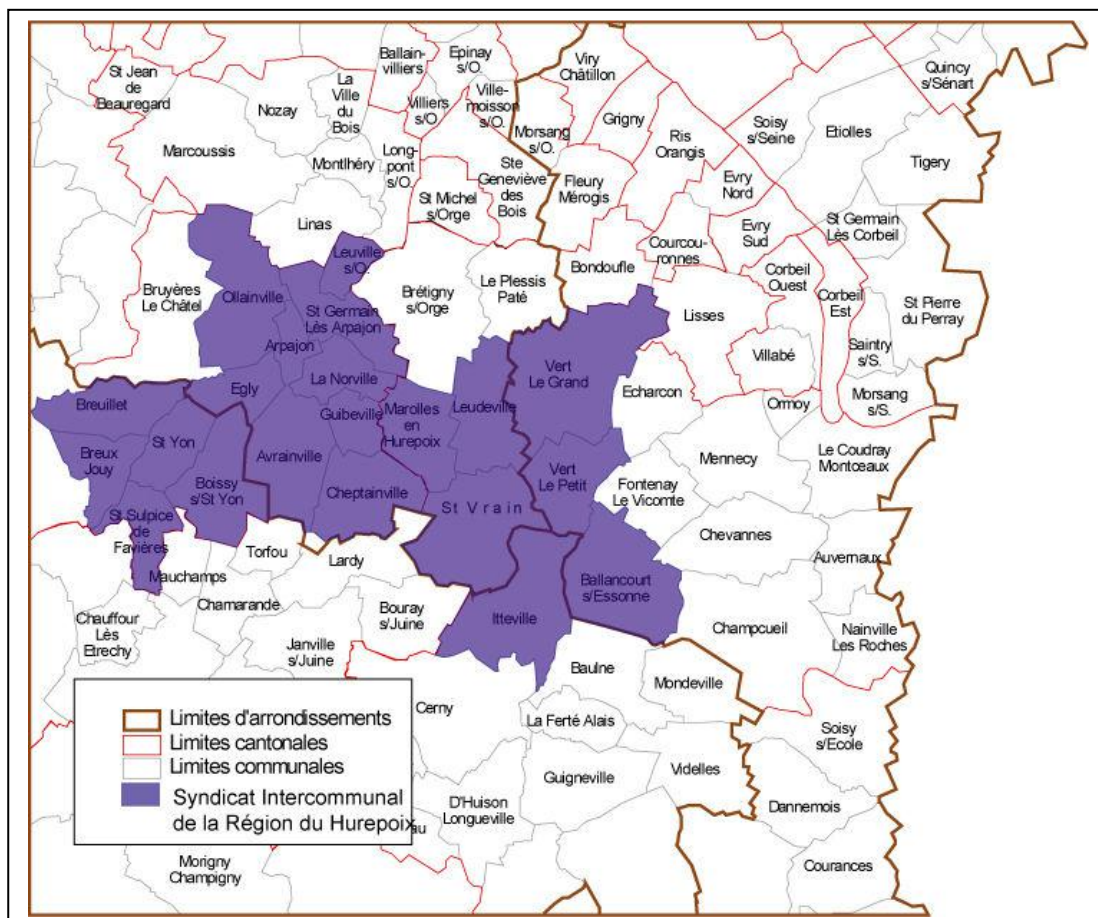 St Jean
de
Beauregard
Nozay
La
Ville
du
Bois
Ballain-
villiers
Epinay
s/O.
Villiers
s/O
Ville-
moisson
s/O.
Viry
Châtillon
Morsang
s/O.
Grigny
Ris
Orangis
Soisy
s/Seine
Etiolles
Quincy
s/Sénart
Tigery
Marcoussis
Montlhéry
Long-
pont
s/O.
Ste
Geneviève
des
Bois
Fleury
Mérogis
Evry
Nord
St Michel
s/Orge
Linas
Leuville
s/O.
Courcou-
ronnes
Evry
Sud
St Germain
Lès Corbeil
Bruyères
Le Châtel
Ollainville
St Germain
Lès Arpajon
Brétigny
s/Orge
Le Plessis
Paté
Bondoufle
Lisses
Corbeil
Ouest
Corbeil
Est
St Pierre
du Perray
Arpajon
Villabé
Saintry
s/S.
Vert
Le Grand
Echarcon
Egly
La Norville
Leudeville
Ormoy
Morsang
s/S.
Breuillet
Guibeville
Marolles
en
Hurepoix
St Yon
Breux
Jouy
Avrainville
Vert
Le Petit
Mennecy
Le Coudray
Montceaux
Boissy
s/St Yon
Cheptainville
Fontenay
Le Vicomte
St Vrain
Chevannes
St Sulpice
de
Favières
Torfou
Lardy
Auvernaux
Mauchamps
Chamarande
Ballancourt
s/Essonne
Chauffour
Lès
Etrechy
Bouray
s/Juine
Itteville
Champcueil
Nainville
Les Roches
Janville
s/Juine
Baulne
Mondeville
Cerny
La Ferté Alais
Soisy
s/Ecole
Guigneville
Videlles
D'Huison
Longueville
Dannemois
Courances
Morigny
Champigny
Limites d'arrondissements
Limites cantonales
Limites communales
Syndicat Intercommunal
de la Région du Hurepoix